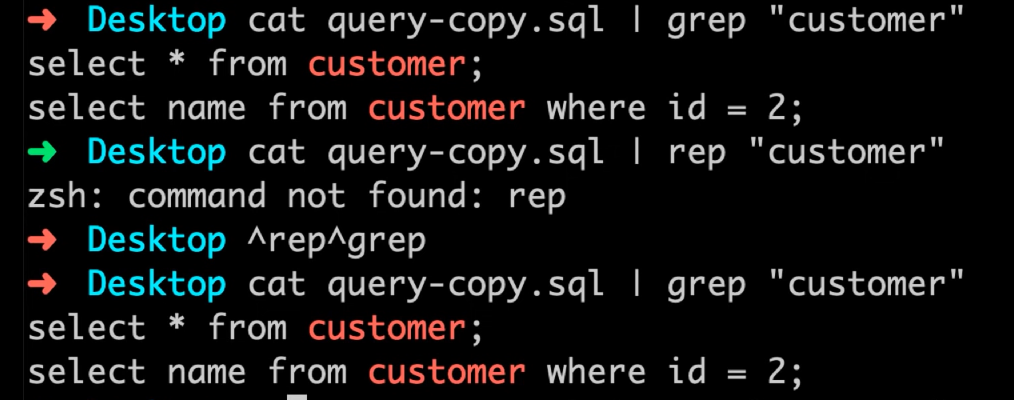 ➜ Desktop cat query-copy.sql | grep "customer"
select * from customer;
select name from customer where id = 2;
➜ Desktop cat query-copy.sql | rep "customer"
zsh: command not found: rep
➜ Desktop ^rep^grep
➜ Desktop cat query-copy.sql | grep "customer"
select * from customer;
select name from customer where id = 2;